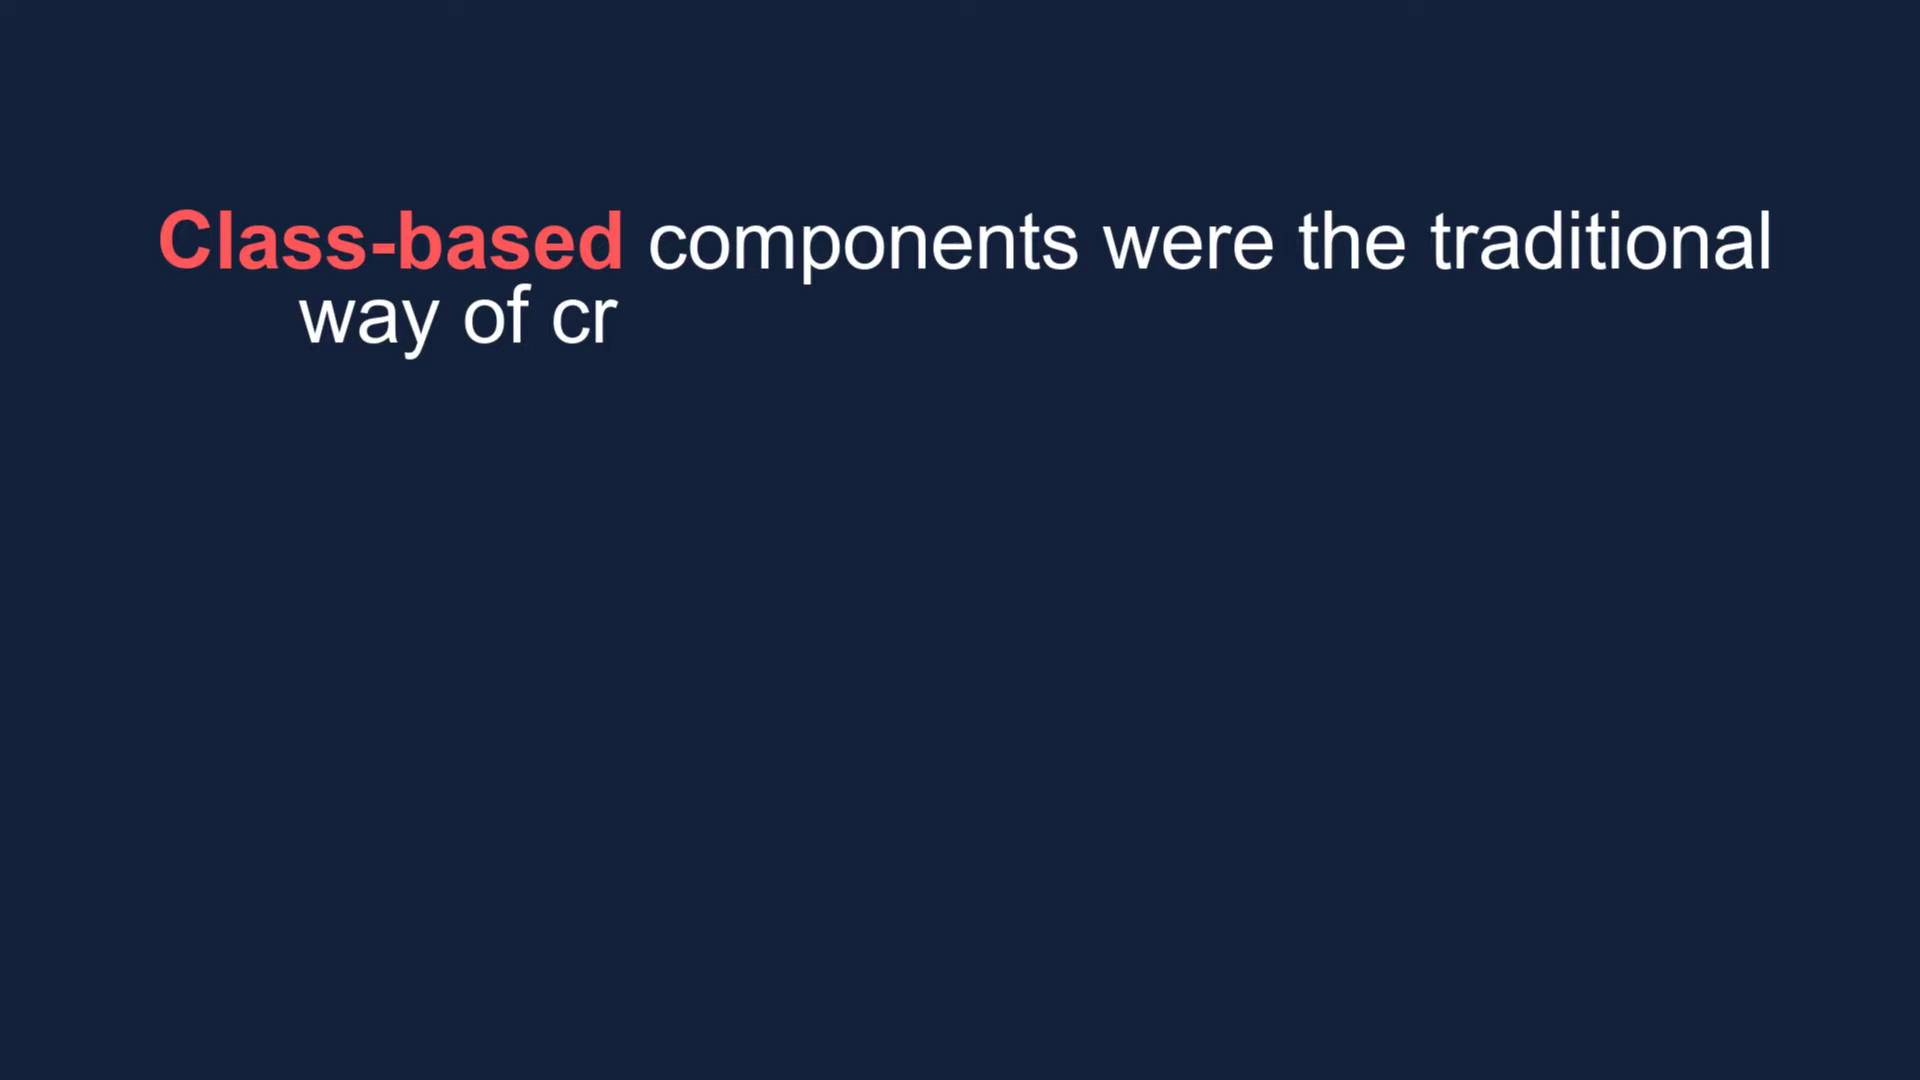 Class-based components were the traditional
way of cr